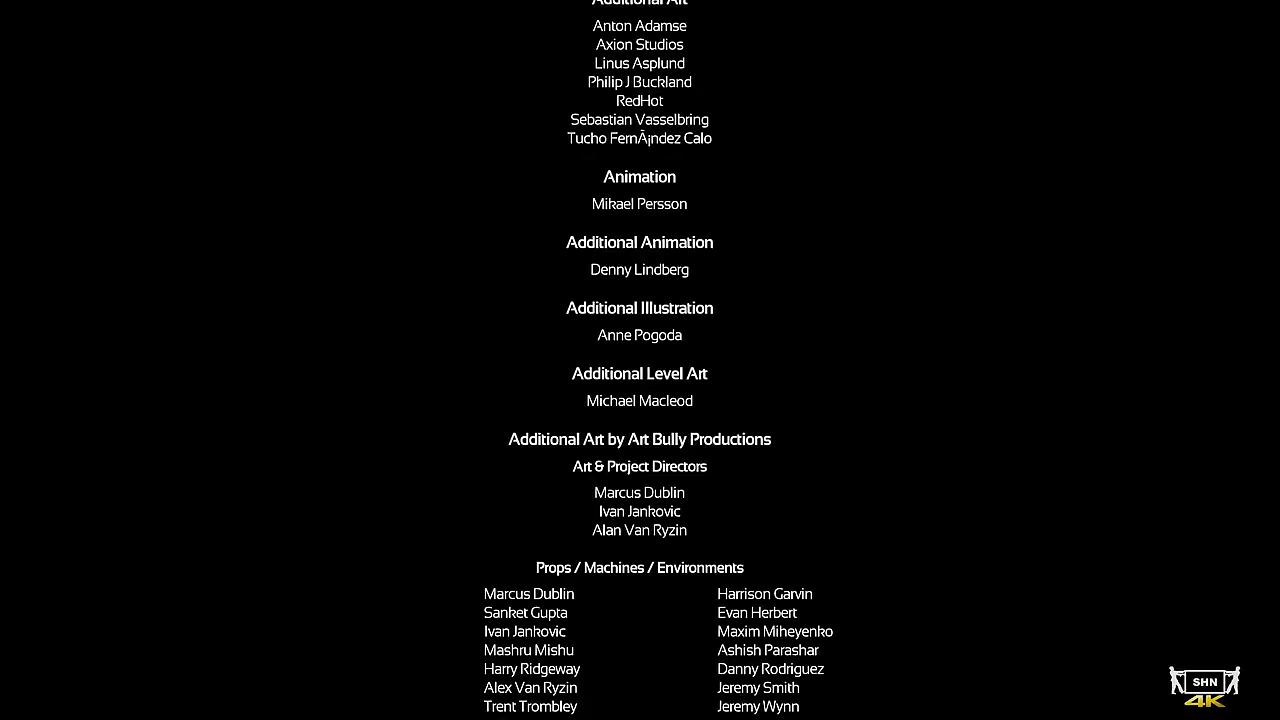 Additional Art
Anton Adamse
Axion Studios
Linus Asplund
Philip J Buckland
RedHot
Sebastian Vasselbring
Tucho FernÃ¡ndez Calo
Animation
Mikael Persson
Additional Animation
Denny Lindberg
Additional Illustration
Anne Pogoda
Additional Level Art
Michael Macleod
Additional Art by Art Bully Productions
Art & Project Directors
Marcus Dublin
Ivan Jankovic
Alan Van Ryzin
Props / Machines / Environments
Marcus Dublin
Sanket Gupta
Ivan Jankovic
Mashru Mishu
Harry Ridgeway
Alex Van Ryzin
Trent Trombley
Harrison Garvin
Evan Herbert
Maxim Miheyenko
Ashish Parashar
Danny Rodriguez
Jeremy Smith
Jeremy Wynn
SHN
4K